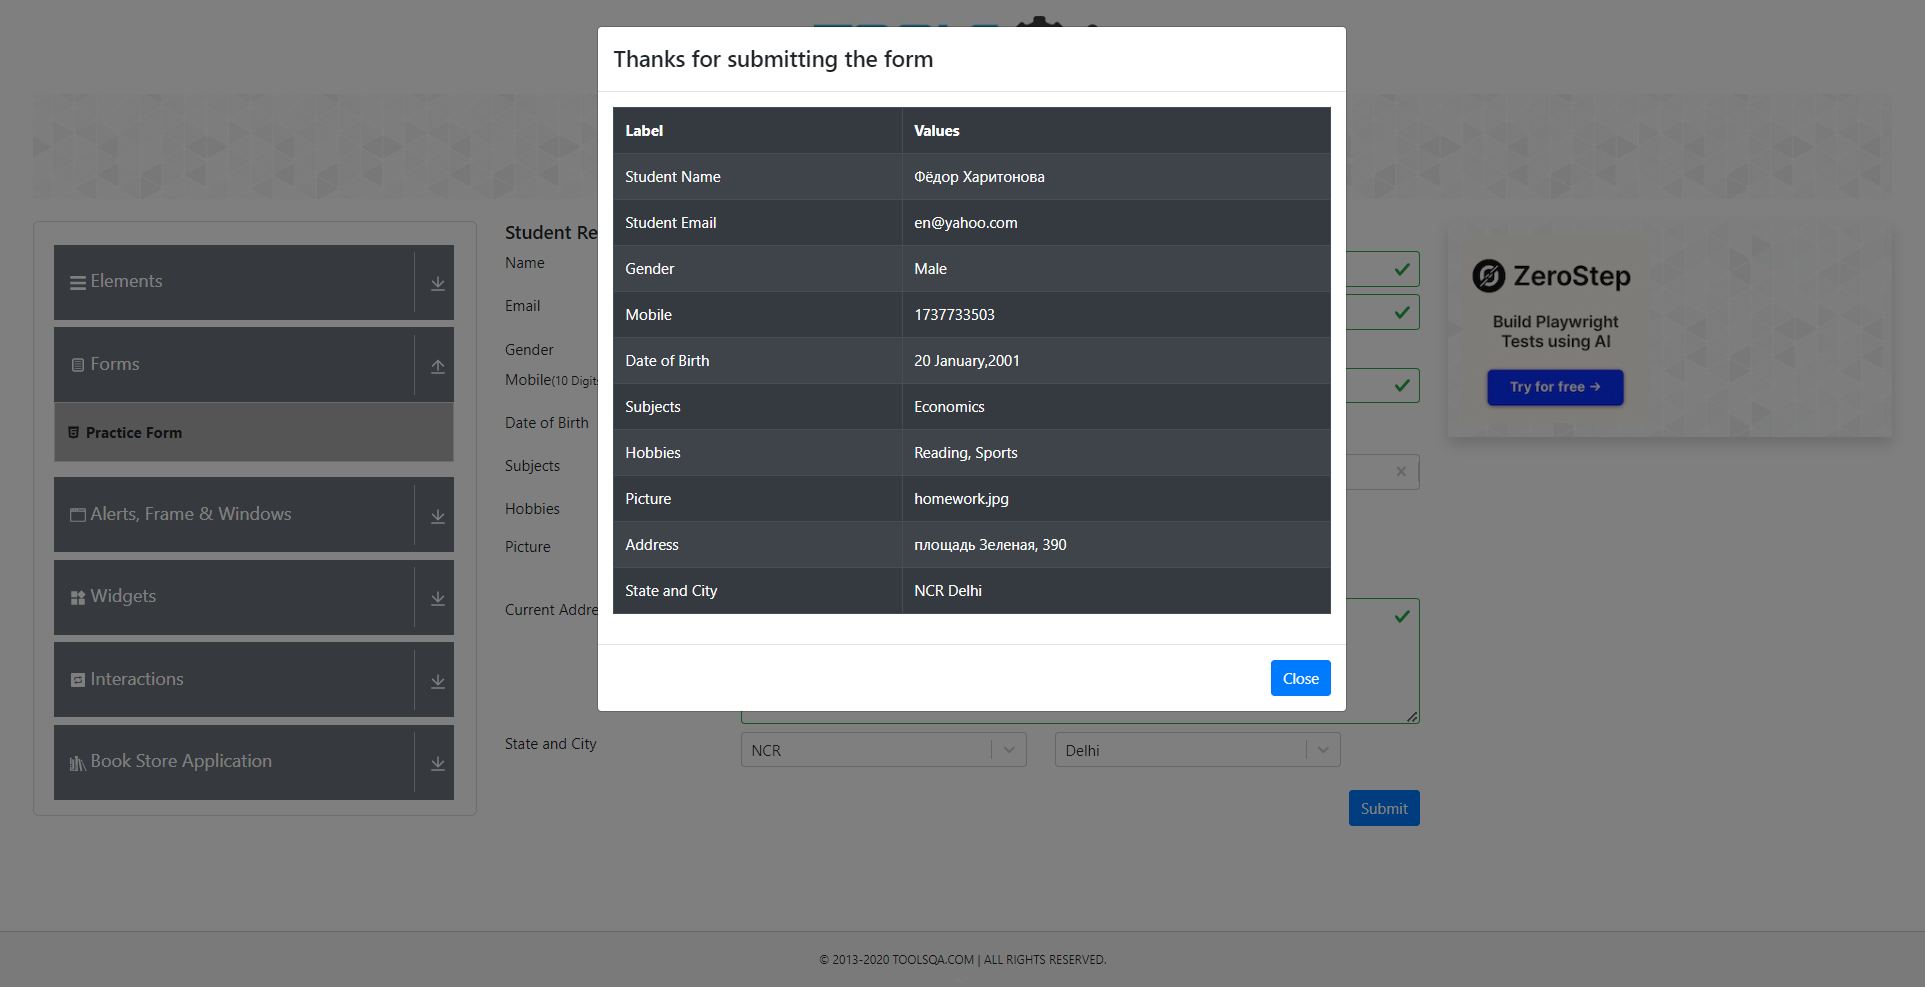 Thanks for submitting the form
Label Values
Student Name Фёдор Харитонова
Student Email en@yahoo.com
Gender Male
Mobile 1737733503
Date of Birth 20 January,2001
Subjects Economics
Hobbies Reading, Sports
Picture homework.jpg
Address площадь Зеленая, 390
State and City NCR Delhi
Close
Elements
Forms
Practice Form
Alerts, Frame & Windows
Widgets
Interactions
Book Store Application
Student Re
Name
Email
Gender
Mobile(10 Digits
Date of Birth
Subjects
Hobbies
Picture
Current Addre
State and City NCR Delhi
Submit
ZeroStep
Build Playwright
Tests using AI
Try for free →
© 2013-2020 TOOLSQA.COM | ALL RIGHTS RESERVED.